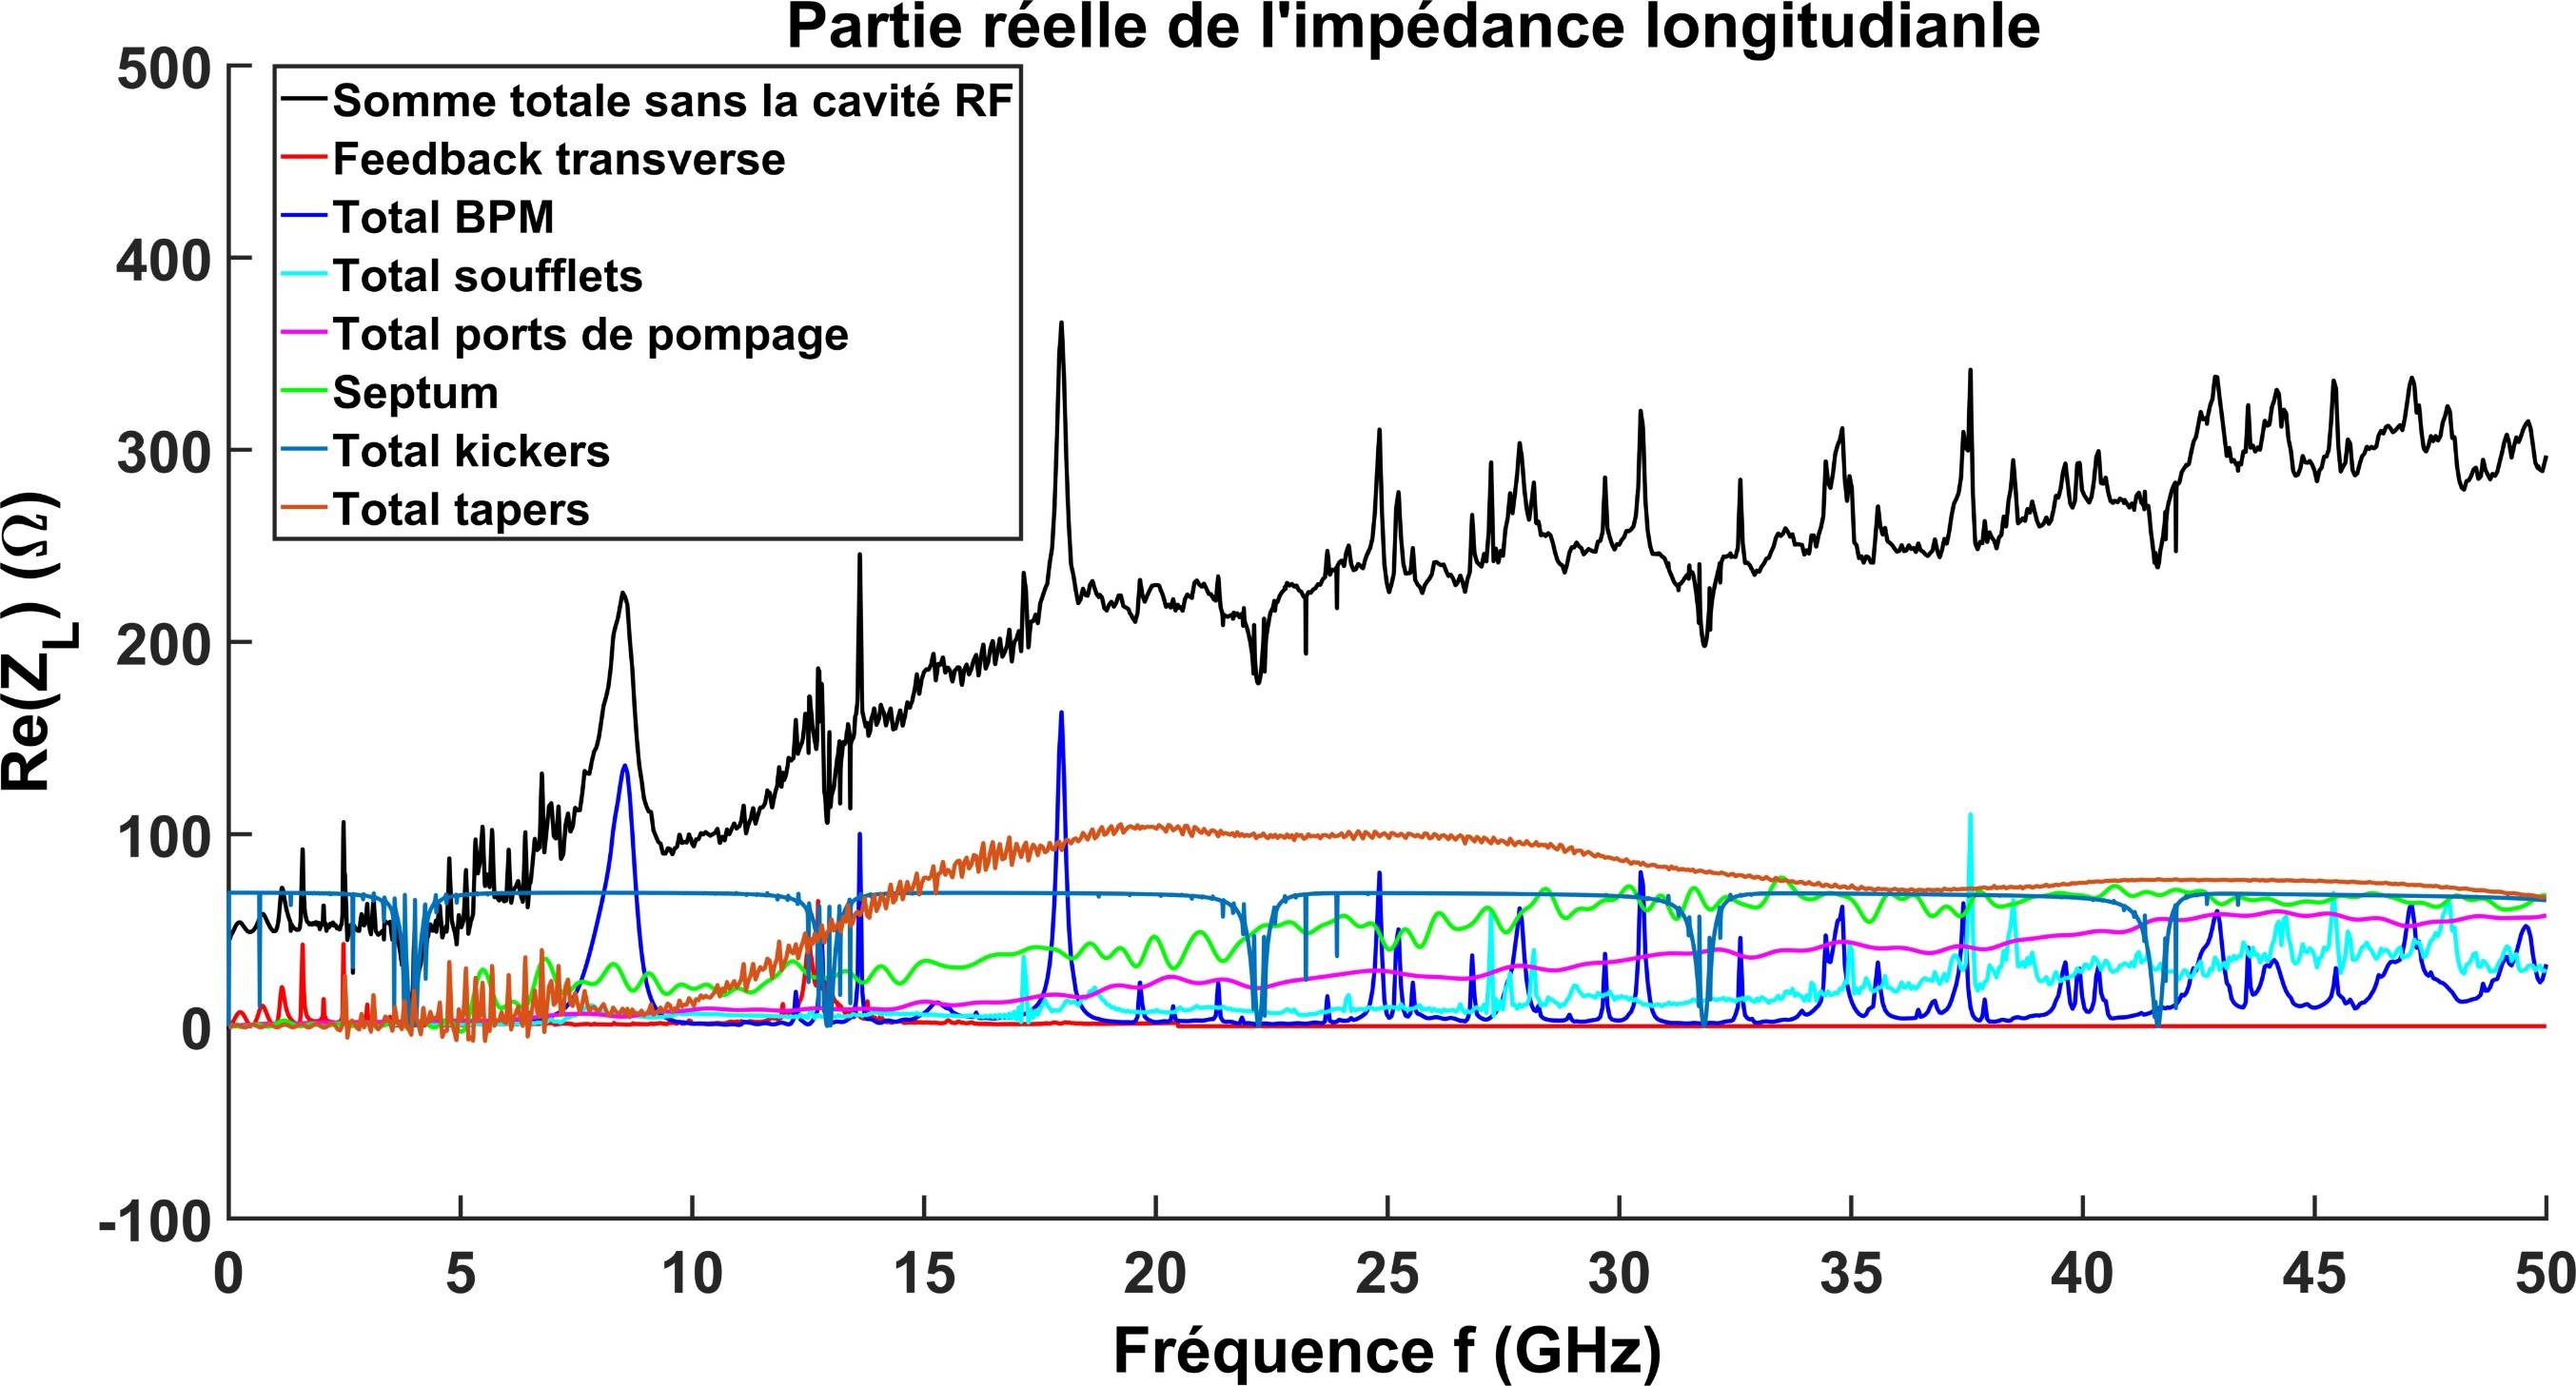 Partie réelle de l'impédance longitudianle
500
400
300
200
100
0
-100
Re(Z_L) (Ω)
Somme totale sans la cavité RF
Feedback transverse
Total BPM
Total soufflets
Total ports de pompage
Septum
Total kickers
Total tapers
0 5 10 15 20 25 30 35 40 45 50
Fréquence f (GHz)